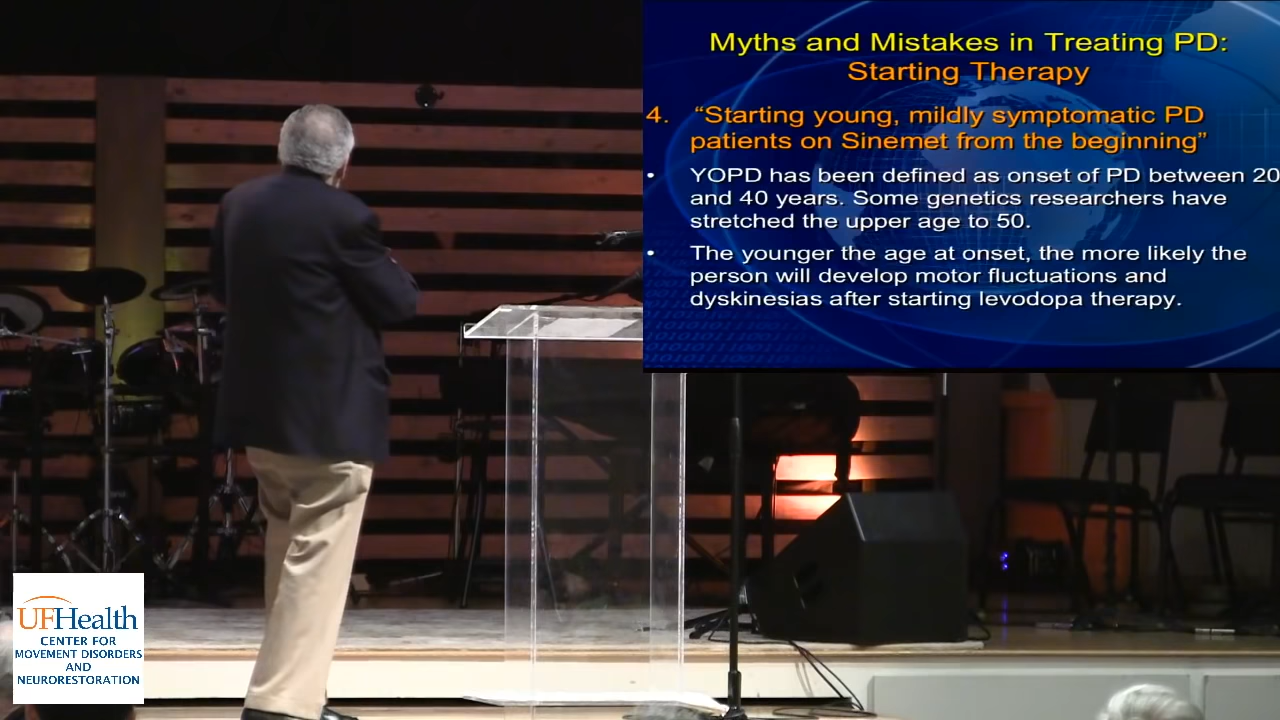 Myths and Mistakes in Treating PD:
Starting Therapy
4. “Starting young, mildly symptomatic PD
patients on Sinemet from the beginning”
• YOPD has been defined as onset of PD between 20
and 40 years. Some genetics researchers have
stretched the upper age to 50.
• The younger the age at onset, the more likely the
person will develop motor fluctuations and
dyskinesias after starting levodopa therapy.
UFHealth
CENTER FOR
MOVEMENT DISORDERS
AND
NEURORESTORATION